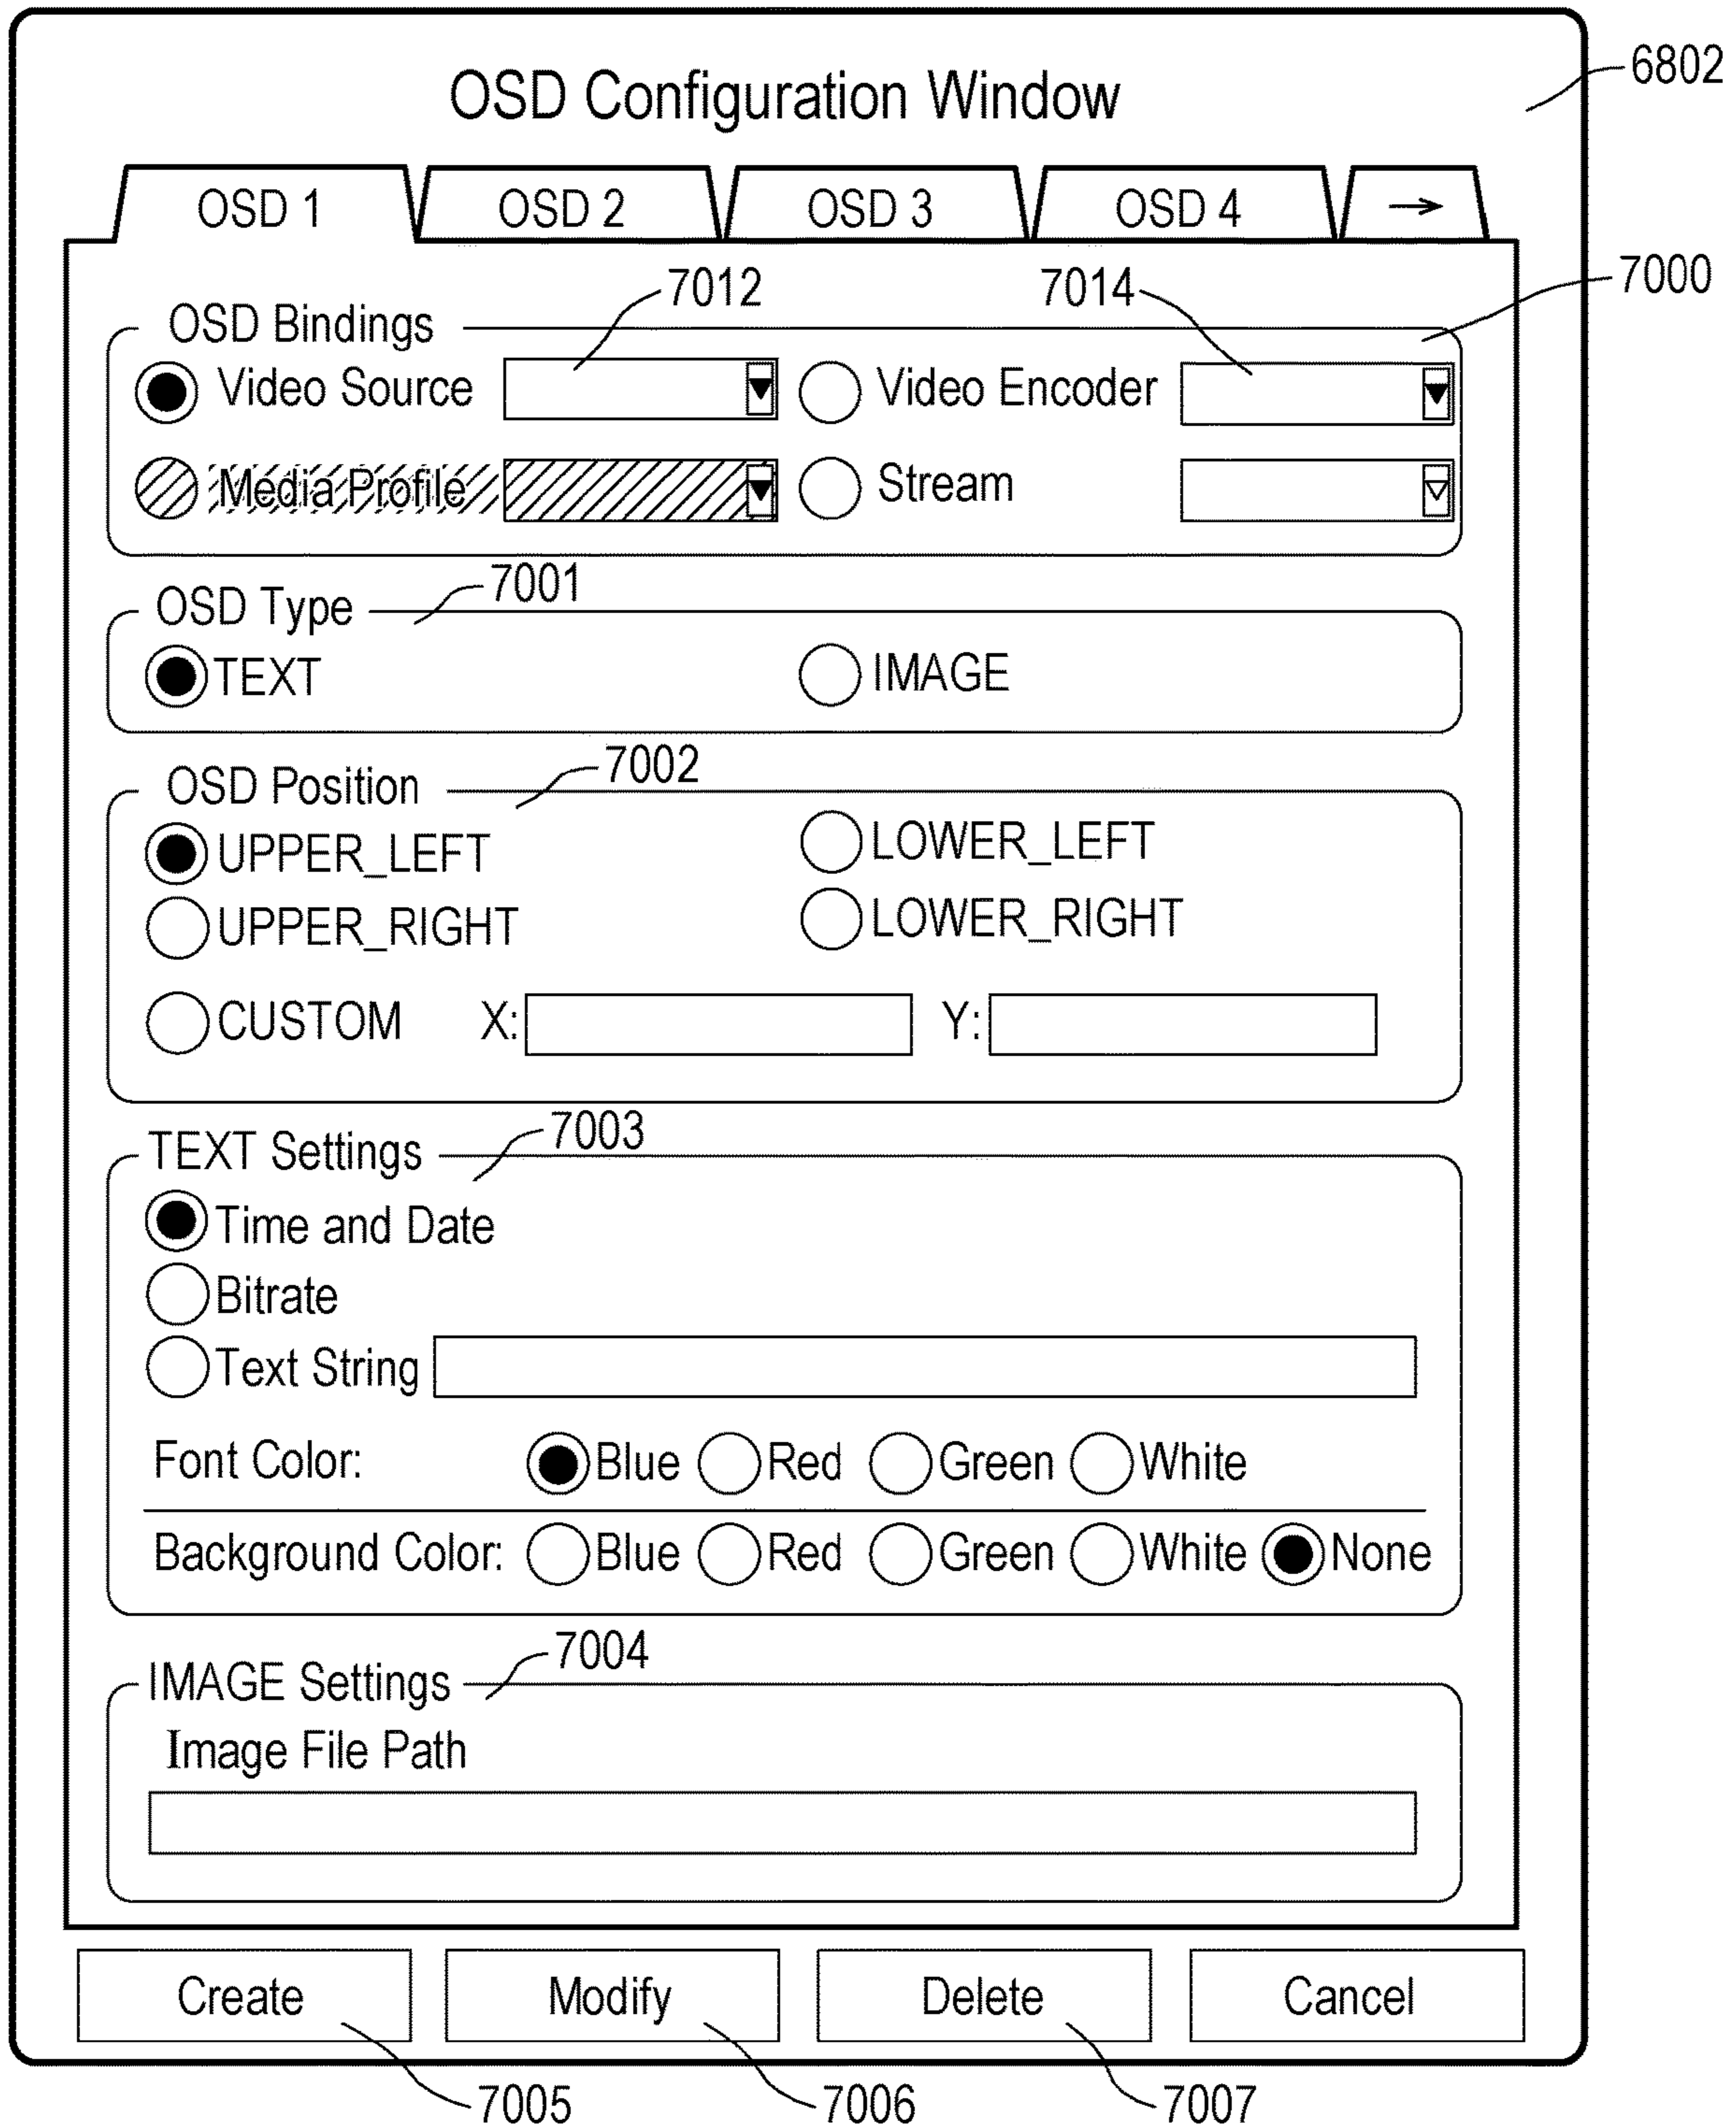 6802
OSD Configuration Window
OSD 1 OSD 2 OSD 3 OSD 4 →
7012 7014 7000
OSD Bindings
Video Source Video Encoder
Media Profile Stream
7001
OSD Type
TEXT IMAGE
7002
OSD Position
UPPER_LEFT LOWER_LEFT
UPPER_RIGHT LOWER_RIGHT
CUSTOM X: Y:
7003
TEXT Settings
Time and Date
Bitrate
Text String
Font Color: Blue Red Green White
Background Color: Blue Red Green White None
7004
IMAGE Settings
Image File Path
Create Modify Delete Cancel
7005 7006 7007